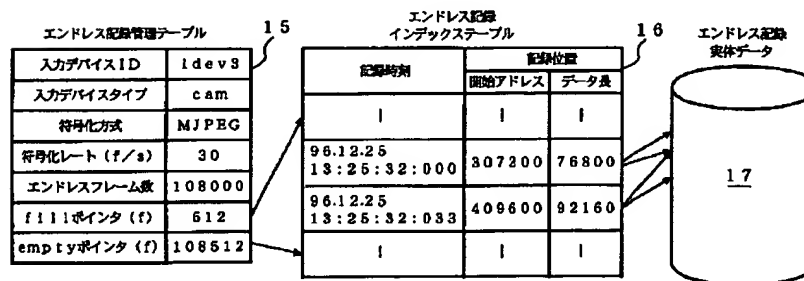 エンドレス記録管理テーブル
15
入力デバイスID idev3
入力デバイスタイプ cam
符号化方式 MJPEG
符号化レート(f/s) 30
エンドレスフレーム数 108000
fillポインタ(f) 612
emptyポインタ(f) 108512
エンドレス記録
インデックステーブル
16
記録時刻 記録位置
開始アドレス データ長
96.12.25
13:25:32:000 307200 76800
96.12.25
13:25:32:033 409600 92160
エンドレス記録
実体データ
17